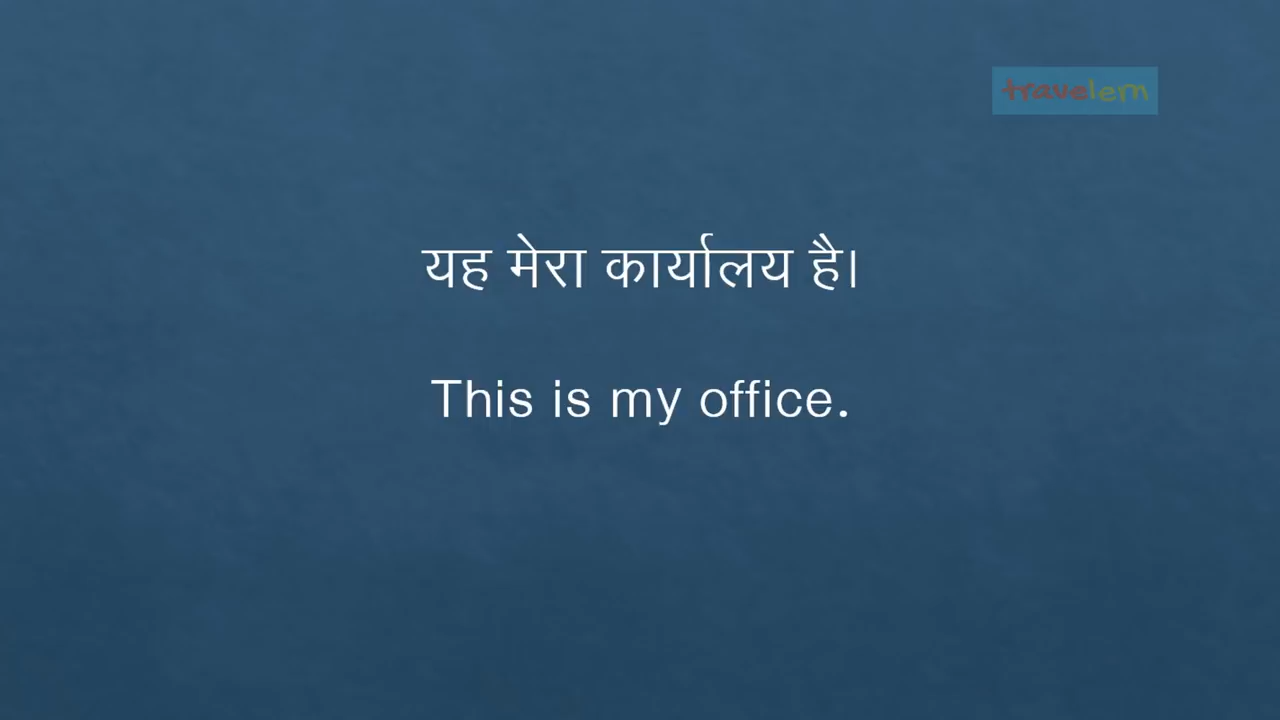 travelem
यह मेरा कार्यालय है।
This is my office.